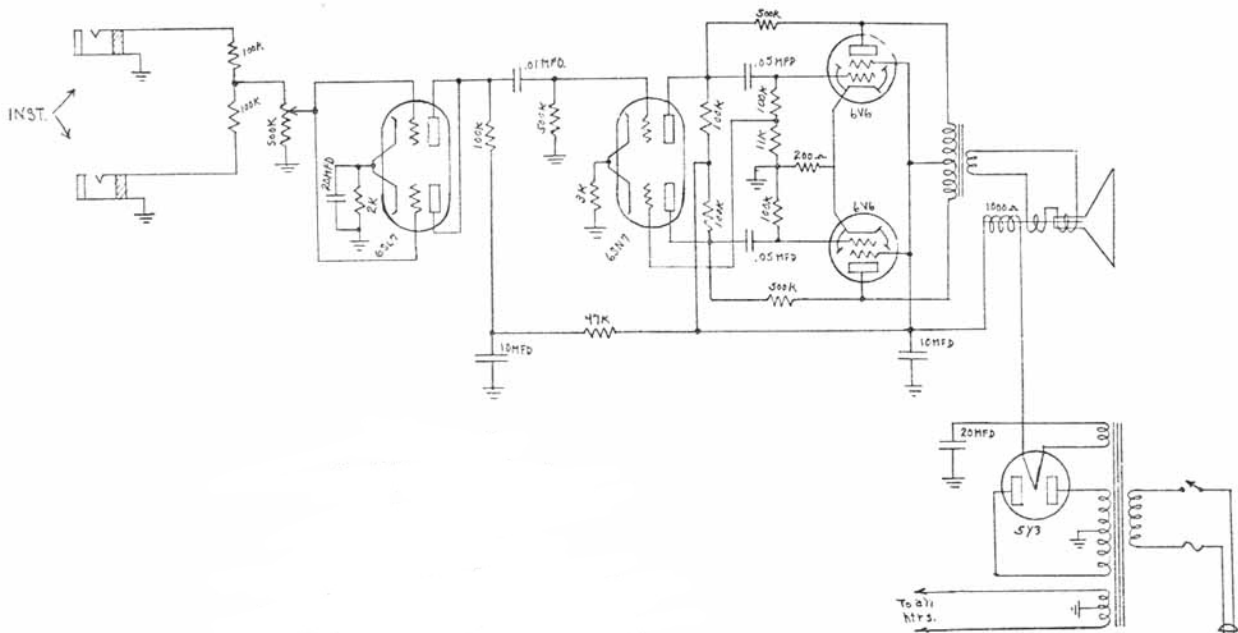 INST.
100K
100K
500K
20MFD
2K
6SL7
100K
.01MFD.
500K
3K
6SN7
100K
100K
500K
.05MFD
100K
11K
200Ω
100K
.05MFD
500K
6V6
6V6
1000Ω
47K
10MFD
10MFD
20MFD
5Y3
To all
htrs.